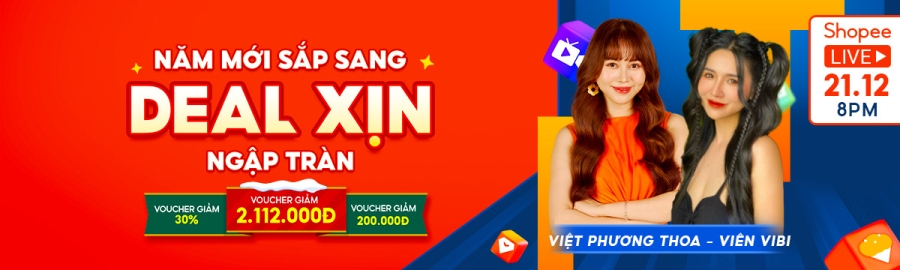 NĂM MỚI SẮP SANG
DEAL XỊN
NGẬP TRÀN
VOUCHER GIẢM
30%
VOUCHER GIẢM
2.112.000Đ
VOUCHER GIẢM
200.000Đ
Shopee
LIVE
21.12
8PM
VIỆT PHƯƠNG THOA - VIÊN VIBI